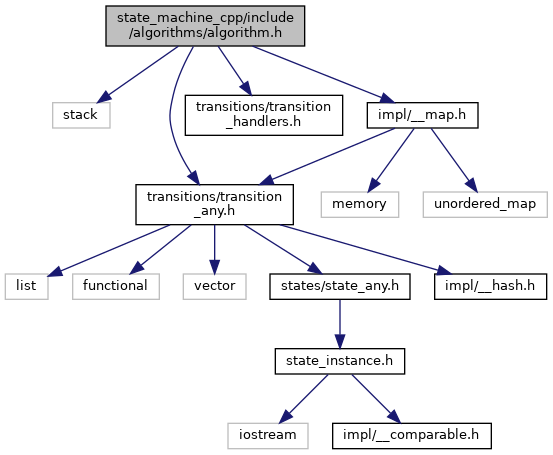 state_machine_cpp/include
/algorithms/algorithm.h
stack
transitions/transition
_handlers.h
impl/__map.h
transitions/transition
_any.h
memory
unordered_map
list
functional
vector
states/state_any.h
impl/__hash.h
state_instance.h
iostream
impl/__comparable.h